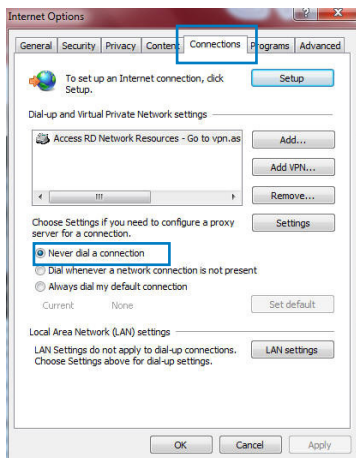 Internet Options
General Security Privacy Content Connections Programs Advanced
To set up an Internet connection, click
Setup.
Setup
Dial-up and Virtual Private Network settings
Access RD Network Resources - Go to vpn.as
Add...
Add VPN...
Remove...
Choose Settings if you need to configure a proxy
server for a connection.
Settings
Never dial a connection
Dial whenever a network connection is not present
Always dial my default connection
Current None
Set default
Local Area Network (LAN) settings
LAN Settings do not apply to dial-up connections.
Choose Settings above for dial-up settings.
LAN settings
OK Cancel Apply